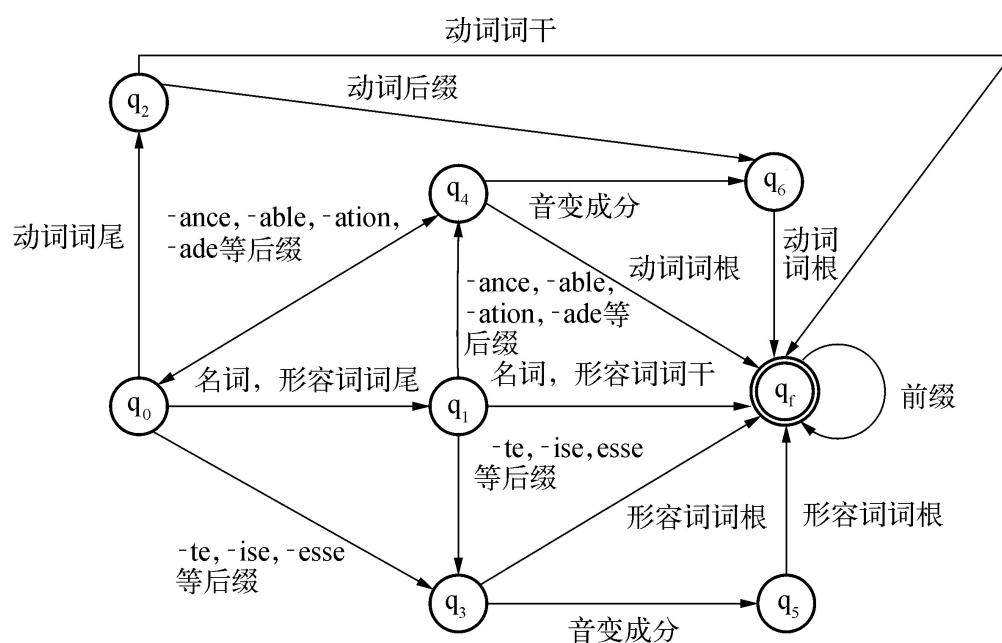 动词词干
q2
动词后缀
q4
q6
音变成分
-ance, -able, -ation,
-ade等后缀
动词词尾
动词词根
动词
词根
-ance, -able,
-ation, -ade等
后缀
名词，形容词词尾
名词，形容词词干
q0
q1
qf
前缀
-te, -ise, esse
等后缀
形容词词根
形容词词根
-te, -ise, -esse
等后缀
q3
q5
音变成分